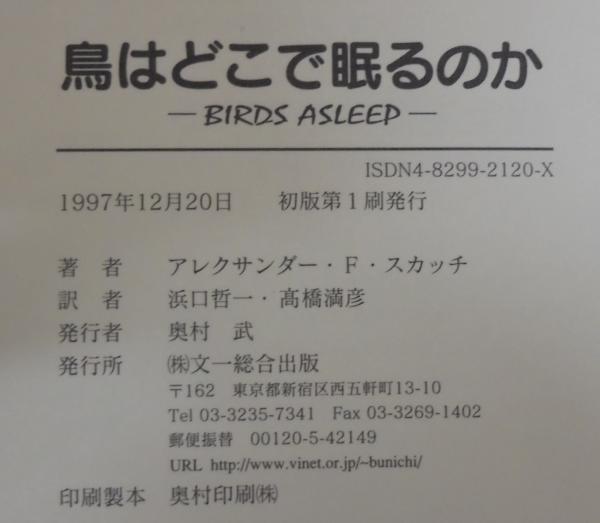 鳥はどこで眠るのか
— BIRDS ASLEEP —
ISDN4-8299-2120-X
1997年12月20日　初版第1刷発行
著　者　アレクサンダー・F・スカッチ
訳　者　浜口哲一・髙橋満彦
発行者　奥村　武
発行所　㈱文一総合出版
〒162　東京都新宿区西五軒町13-10
Tel 03-3235-7341　Fax 03-3269-1402
郵便振替　00120-5-42149
URL　http://www.vinet.or.jp/~bunichi/
印刷製本　奥村印刷㈱